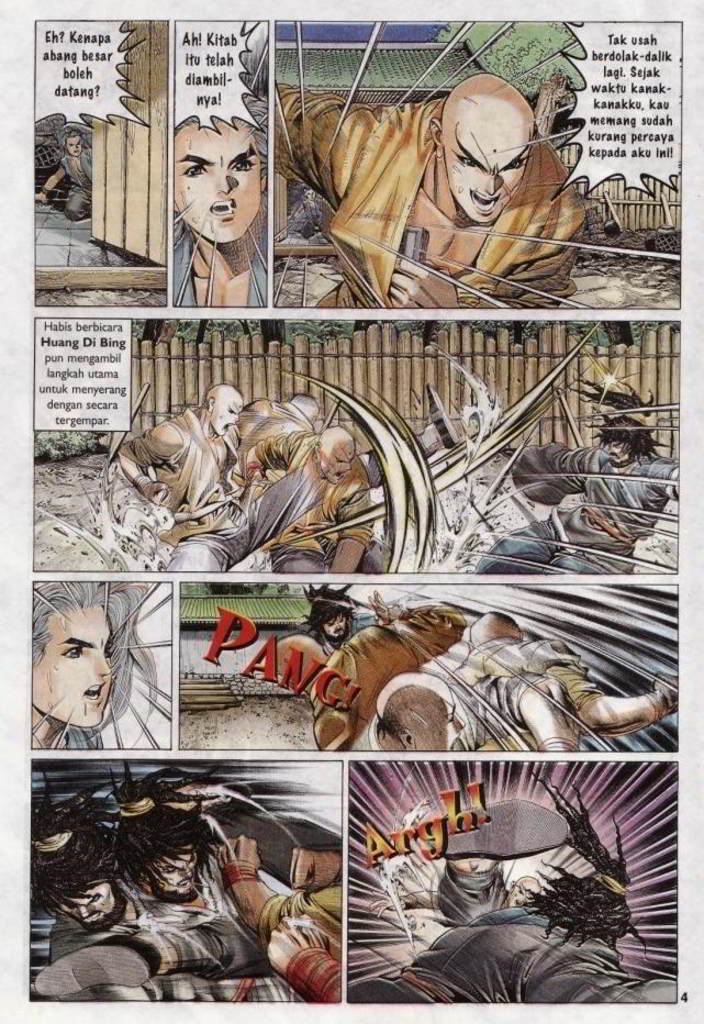 Eh? Kenapa
abang besar
boleh
datang?
Ah! Kitab
itu telah
diambil-
nya!
Tak usah
berdolak-dalik
lagi. Sejak
waktu kanak-
kanakku, kau
memang sudah
kurang percaya
kepada aku ini!
Habis berbicara
Huang Di Bing
pun mengambil
langkah utama
untuk menyerang
dengan secara
tergempar.
PANG!
Argh!!
4